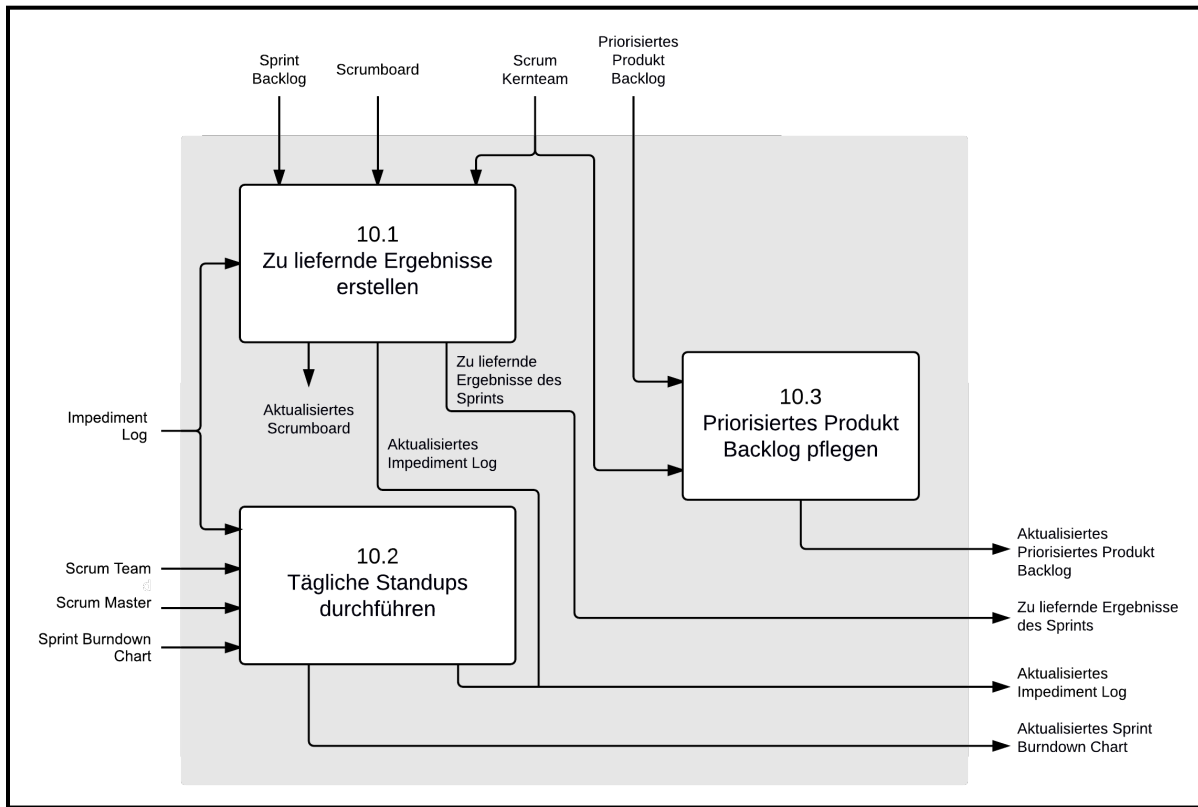 Sprint
Backlog
Scrumboard
Scrum
Kernteam
Priorisiertes
Produkt
Backlog
10.1
Zu liefernde Ergebnisse
erstellen
Zu liefernde
Ergebnisse des
Sprints
Aktualisiertes
Scrumboard
Aktualisiertes
Impediment Log
10.3
Priorisiertes Produkt
Backlog pflegen
Impediment
Log
10.2
Tägliche Standups
durchführen
Scrum Team
Scrum Master
Sprint Burndown
Chart
Aktualisiertes
Priorisiertes Produkt
Backlog
Zu liefernde Ergebnisse
des Sprints
Aktualisiertes
Impediment Log
Aktualisiertes Sprint
Burndown Chart